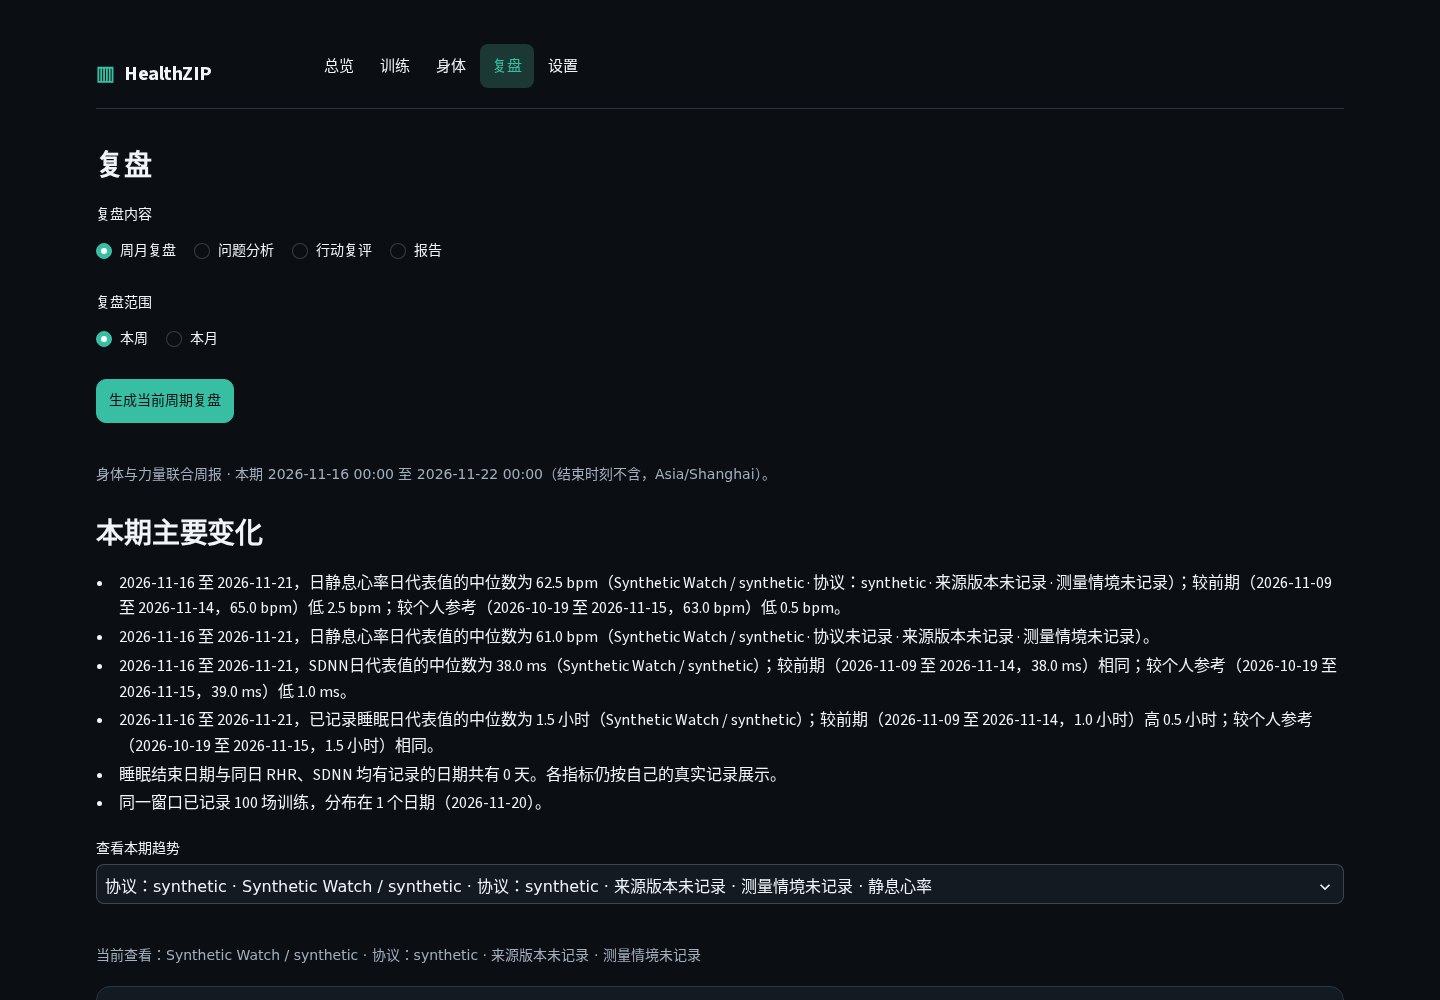 HealthZIP
总览 训练 身体 复盘 设置
复盘
复盘内容
周月复盘 问题分析 行动复评 报告
复盘范围
本周 本月
生成当前周期复盘
身体与力量联合周报 · 本期 2026-11-16 00:00 至 2026-11-22 00:00（结束时刻不含，Asia/Shanghai）。
本期主要变化
2026-11-16 至 2026-11-21，日静息心率日代表值的中位数为 62.5 bpm（Synthetic Watch / synthetic · 协议：synthetic · 来源版本未记录 · 测量情境未记录）；较前期（2026-11-09
至 2026-11-14，65.0 bpm）低 2.5 bpm；较个人参考（2026-10-19 至 2026-11-15，63.0 bpm）低 0.5 bpm。
2026-11-16 至 2026-11-21，日静息心率日代表值的中位数为 61.0 bpm（Synthetic Watch / synthetic · 协议未记录 · 来源版本未记录 · 测量情境未记录）。
2026-11-16 至 2026-11-21，SDNN日代表值的中位数为 38.0 ms（Synthetic Watch / synthetic）；较前期（2026-11-09 至 2026-11-14，38.0 ms）相同；较个人参考（2026-10-19 至
2026-11-15，39.0 ms）低 1.0 ms。
2026-11-16 至 2026-11-21，已记录睡眠日代表值的中位数为 1.5 小时（Synthetic Watch / synthetic）；较前期（2026-11-09 至 2026-11-14，1.0 小时）高 0.5 小时；较个人参考
（2026-10-19 至 2026-11-15，1.5 小时）相同。
睡眠结束日期与同日 RHR、SDNN 均有记录的日期共有 0 天。各指标仍按自己的真实记录展示。
同一窗口已记录 100 场训练，分布在 1 个日期（2026-11-20）。
查看本期趋势
协议：synthetic · Synthetic Watch / synthetic · 协议：synthetic · 来源版本未记录 · 测量情境未记录 · 静息心率
当前查看：Synthetic Watch / synthetic · 协议：synthetic · 来源版本未记录 · 测量情境未记录